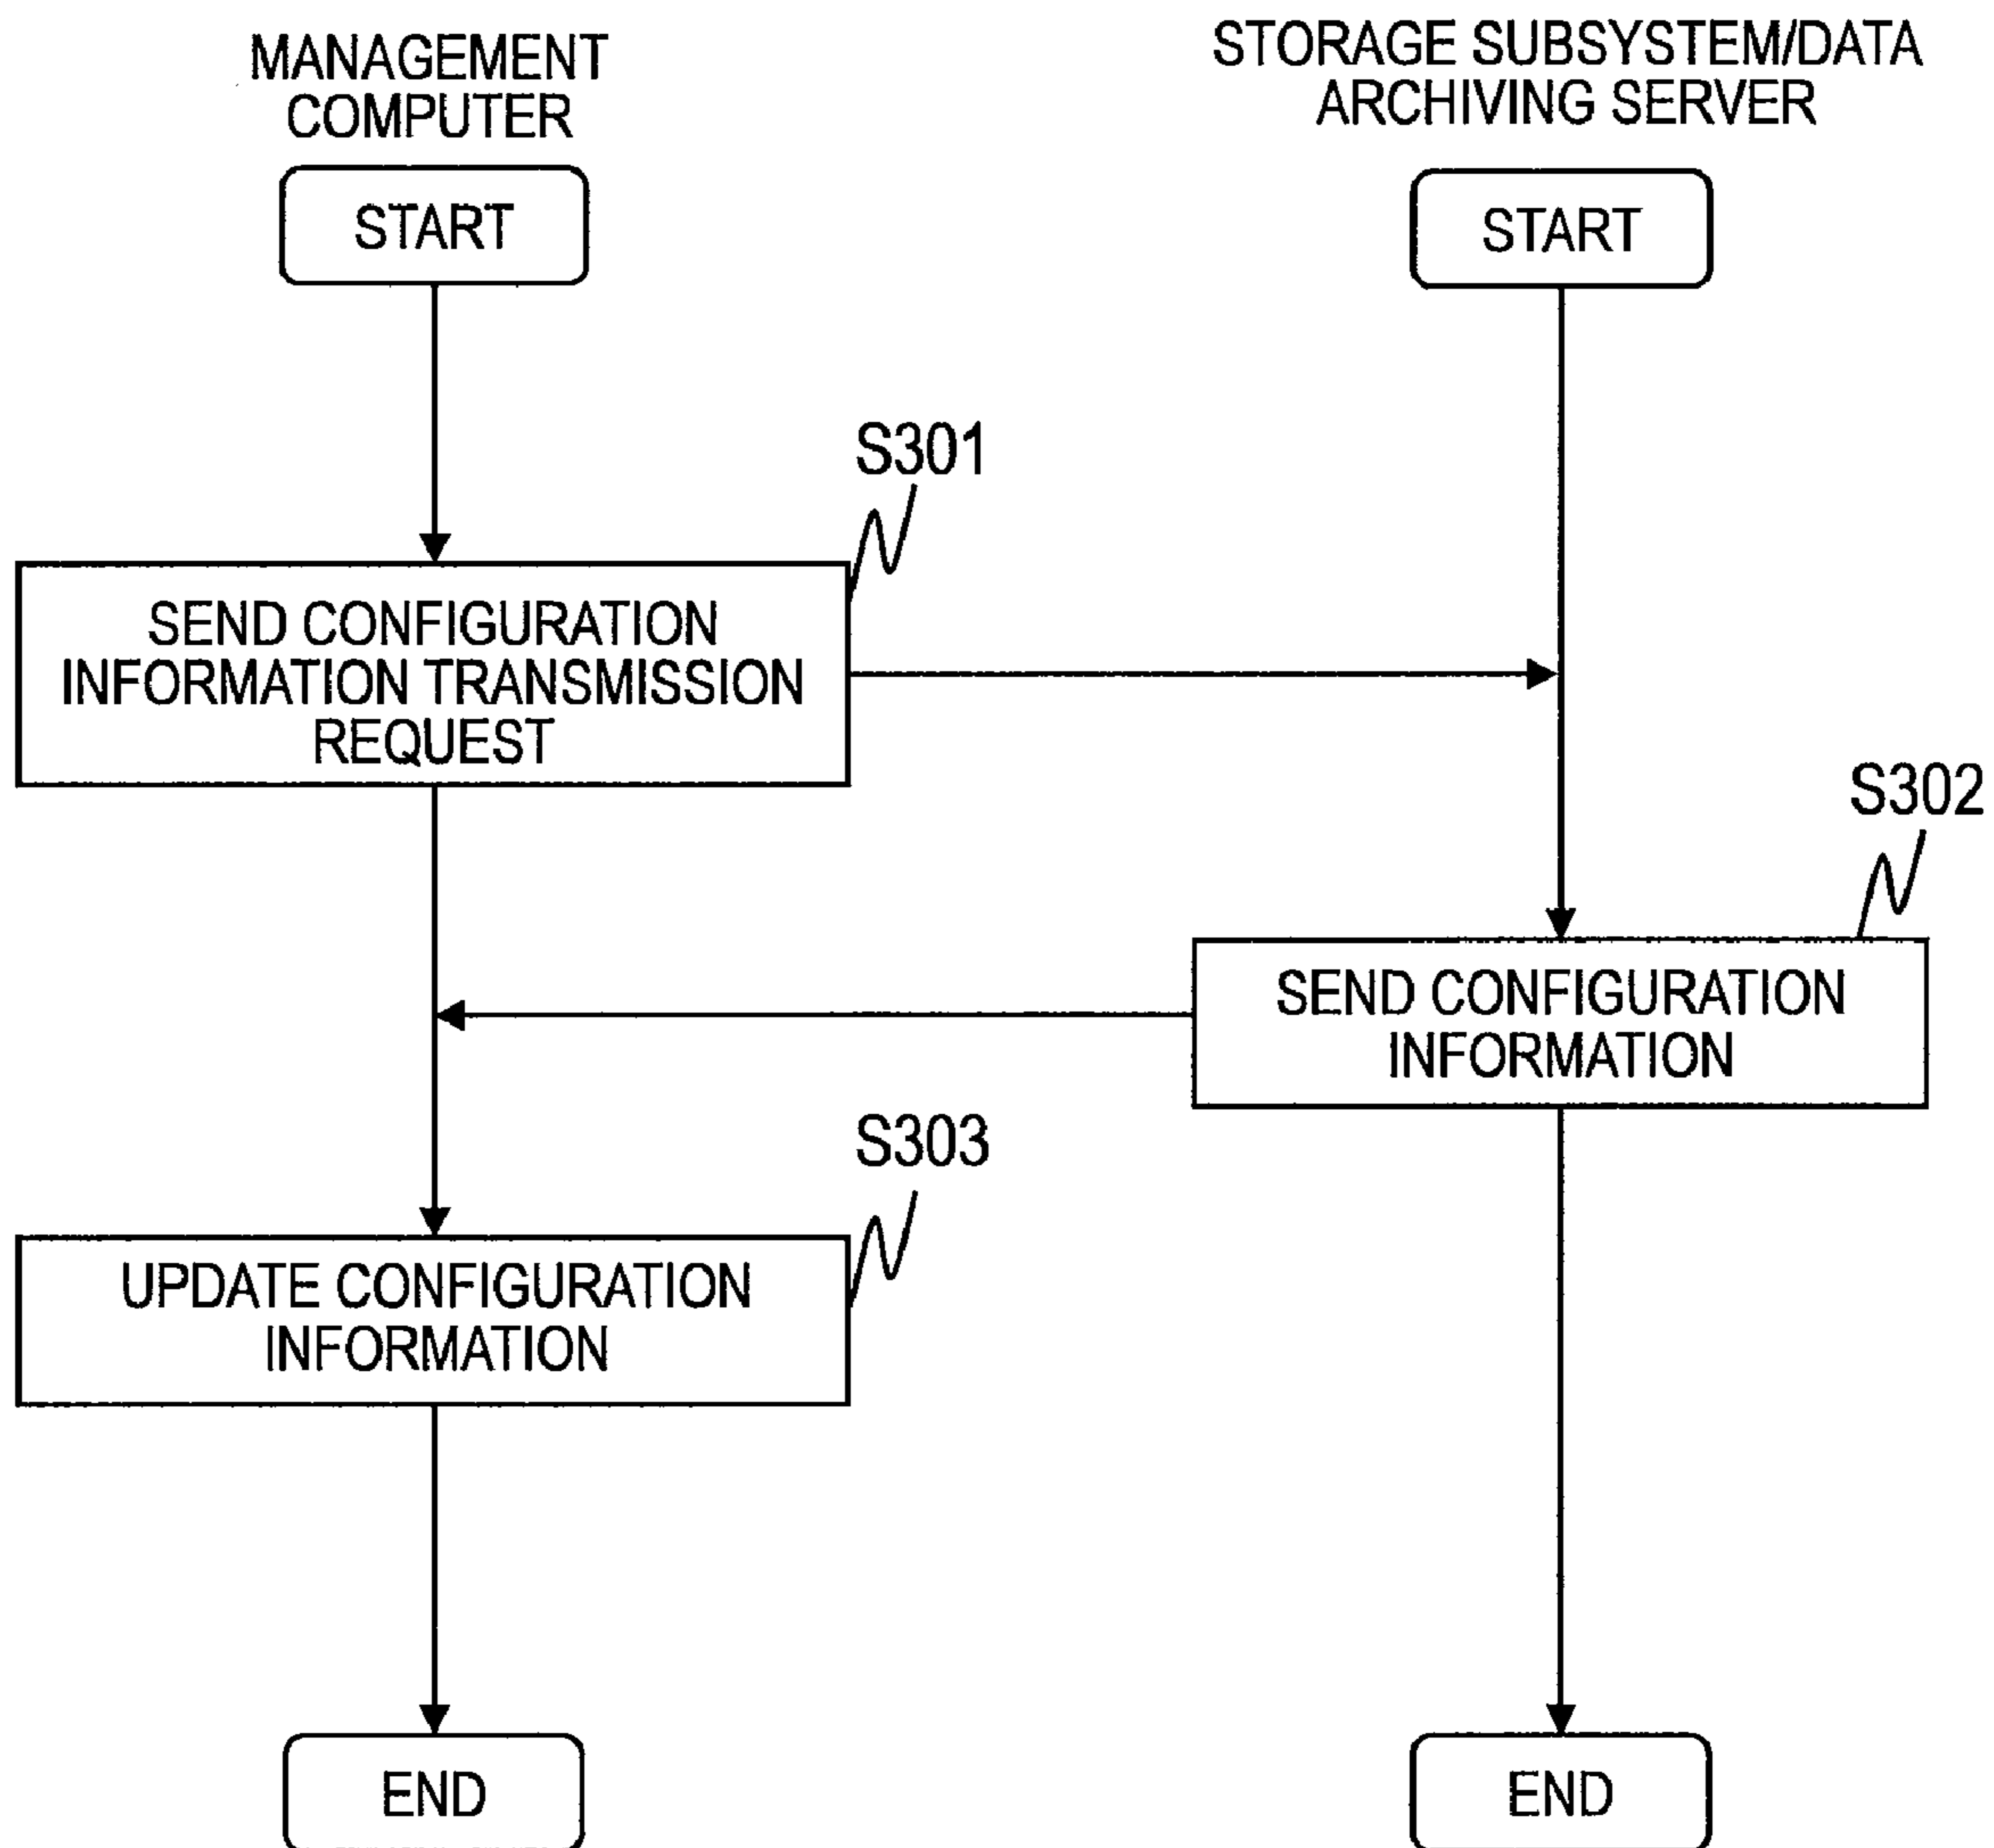 MANAGEMENT
COMPUTER
STORAGE SUBSYSTEM/DATA
ARCHIVING SERVER
START
START
S301
SEND CONFIGURATION
INFORMATION TRANSMISSION
REQUEST
S302
SEND CONFIGURATION
INFORMATION
S303
UPDATE CONFIGURATION
INFORMATION
END
END